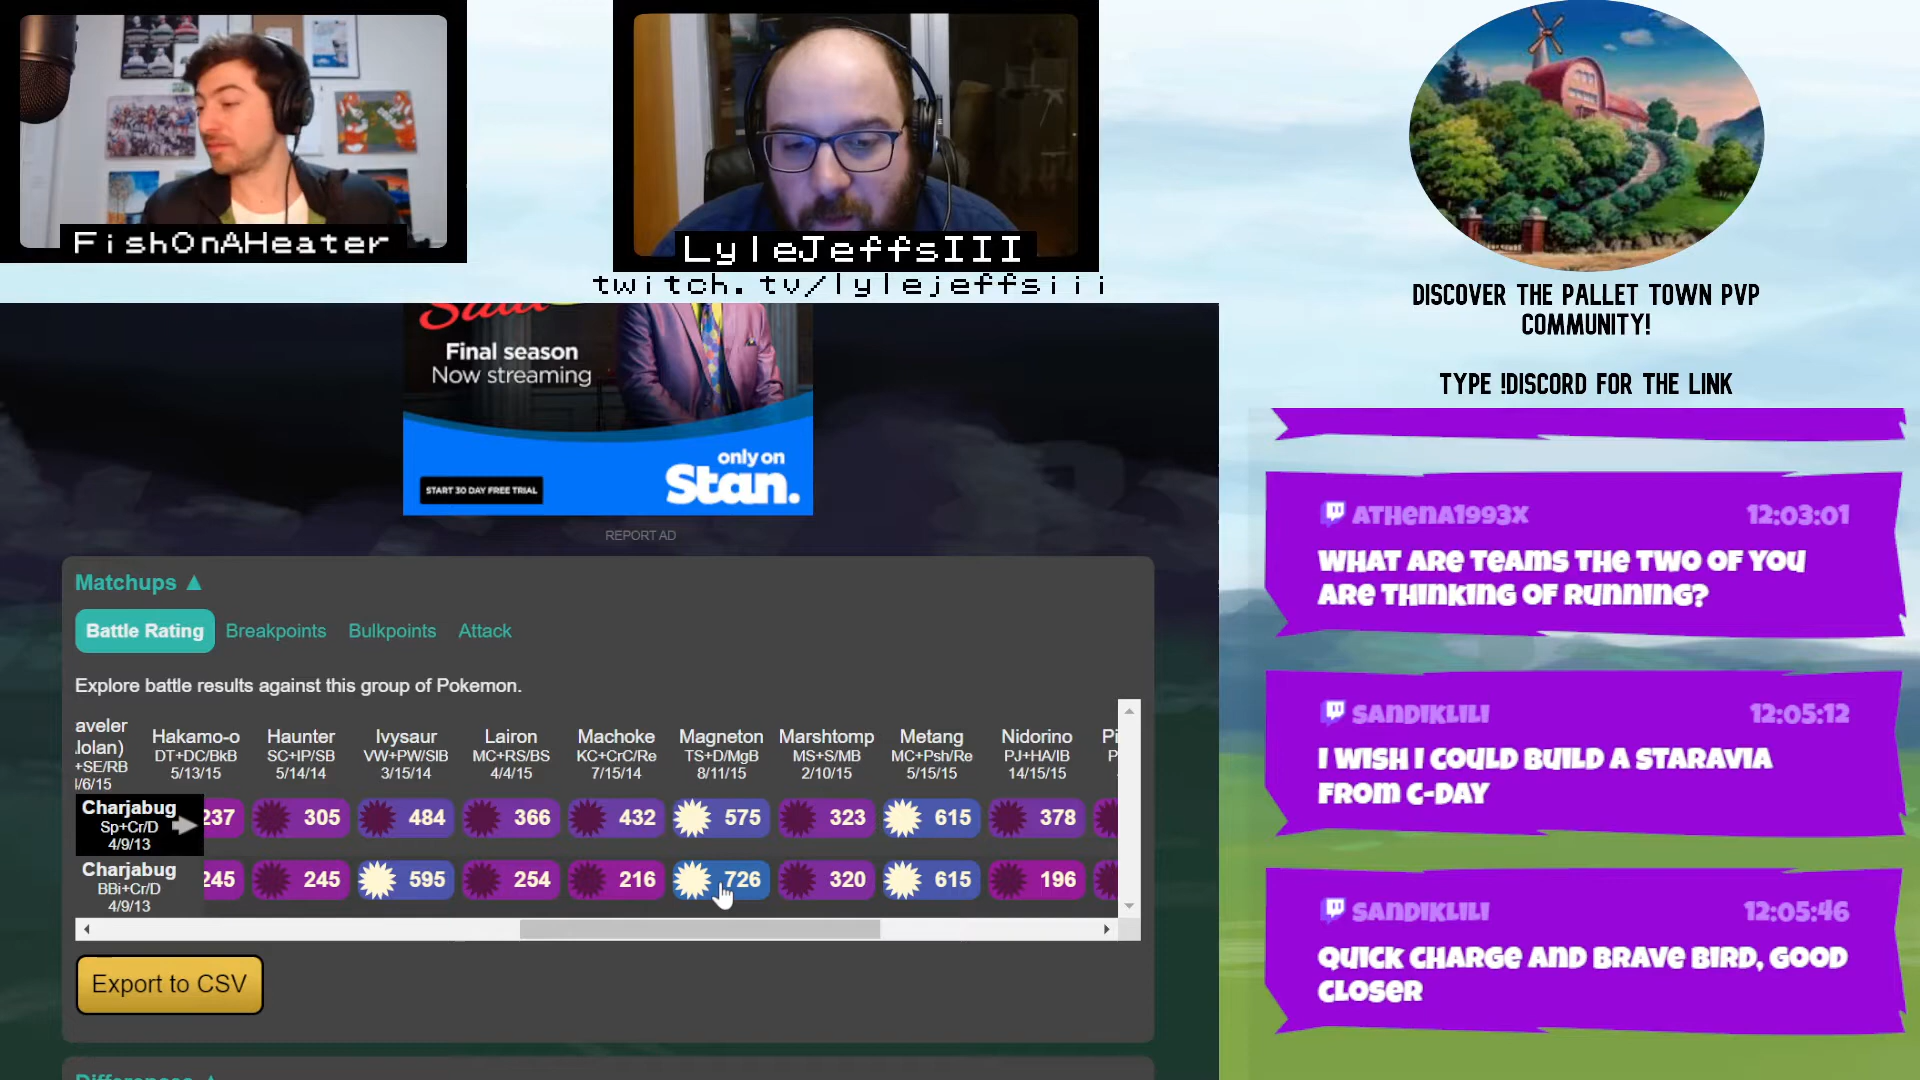 FishOnAHeater
LyleJeffsIII
twitch.tv/lylejeffsiii
DISCOVER THE PALLET TOWN PVP
COMMUNITY!
TYPE !DISCORD FOR THE LINK
Final season
Now streaming
only on
Stan.
START 30 DAY FREE TRIAL
REPORT AD
Matchups ▲
Battle Rating Breakpoints Bulkpoints Attack
Explore battle results against this group of Pokemon.
aveler Hakamo-o Haunter Ivysaur Lairon Machoke Magneton Marshtomp Metang Nidorino Pi
lolan) DT+DC/BkB SC+IP/SB VW+PW/SlB MC+RS/BS KC+CrC/Re TS+D/MgB MS+S/MB MC+Psh/Re PJ+HA/IB P
+SE/RB 5/13/15 5/14/14 3/15/14 4/4/15 7/15/14 8/11/15 2/10/15 5/15/15 14/15/15
/6/15
Charjabug
Sp+Cr/D
4/9/13
237 305 484 366 432 575 323 615 378
Charjabug
BBi+Cr/D
4/9/13
245 245 595 254 216 726 320 615 196
Export to CSV
ATHENA1993X 12:03:01
WHAT ARE TEAMS THE TWO OF YOU
ARE THINKING OF RUNNING?
SANDIKLILI 12:05:12
I WISH I COULD BUILD A STARAVIA
FROM C-DAY
SANDIKLILI 12:05:46
QUICK CHARGE AND BRAVE BIRD, GOOD
CLOSER